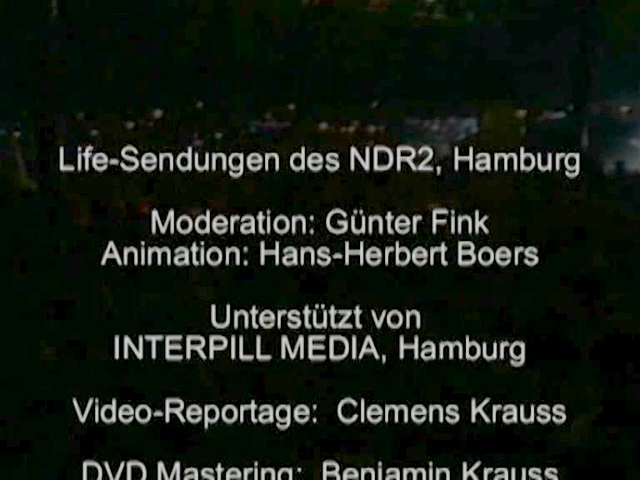 Life-Sendungen des NDR2, Hamburg
Moderation: Günter Fink
Animation: Hans-Herbert Boers
Unterstützt von
INTERPILL MEDIA, Hamburg
Video-Reportage: Clemens Krauss
DVD Mastering: Benjamin Krauss